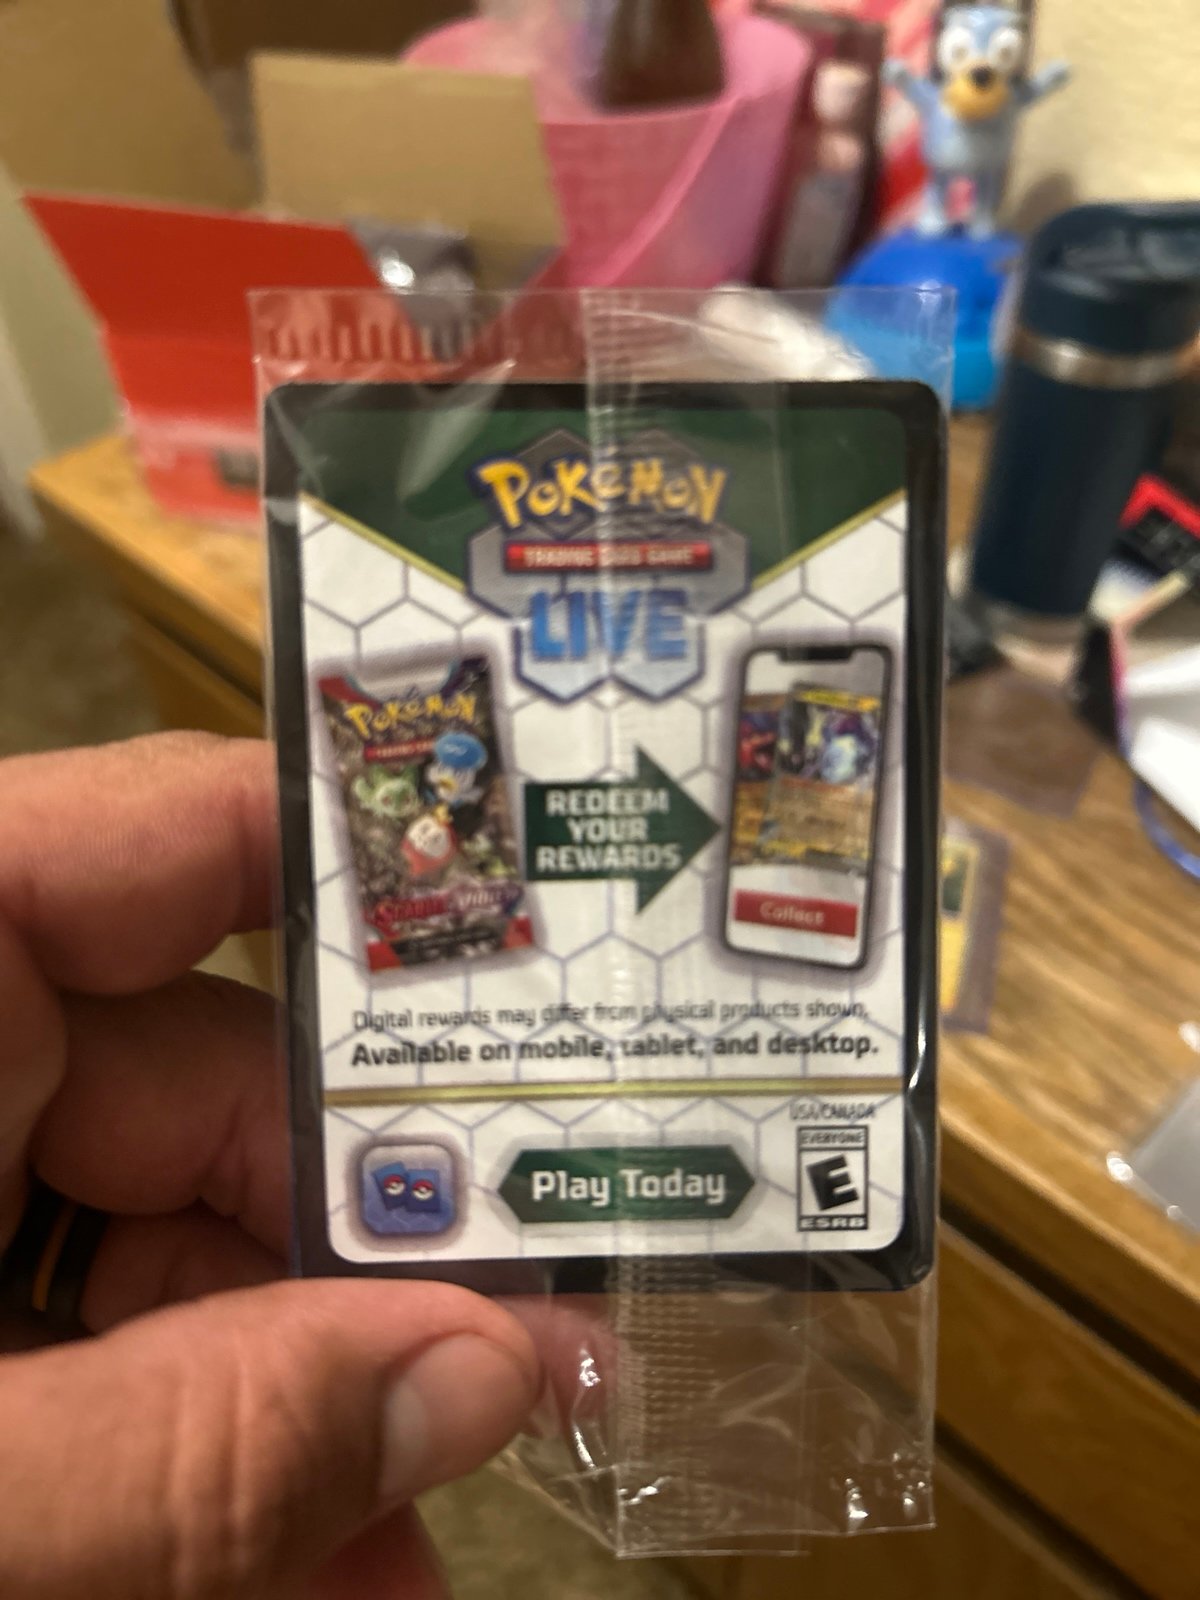 POKéMON
TRADING CARD GAME
LIVE
POKéMON
REDEEM
YOUR
REWARDS
Collect
Digital rewards may differ from physical products shown.
Available on mobile, tablet, and desktop.
USA/CANADA
EVERYONE
E
ESRB
Play Today